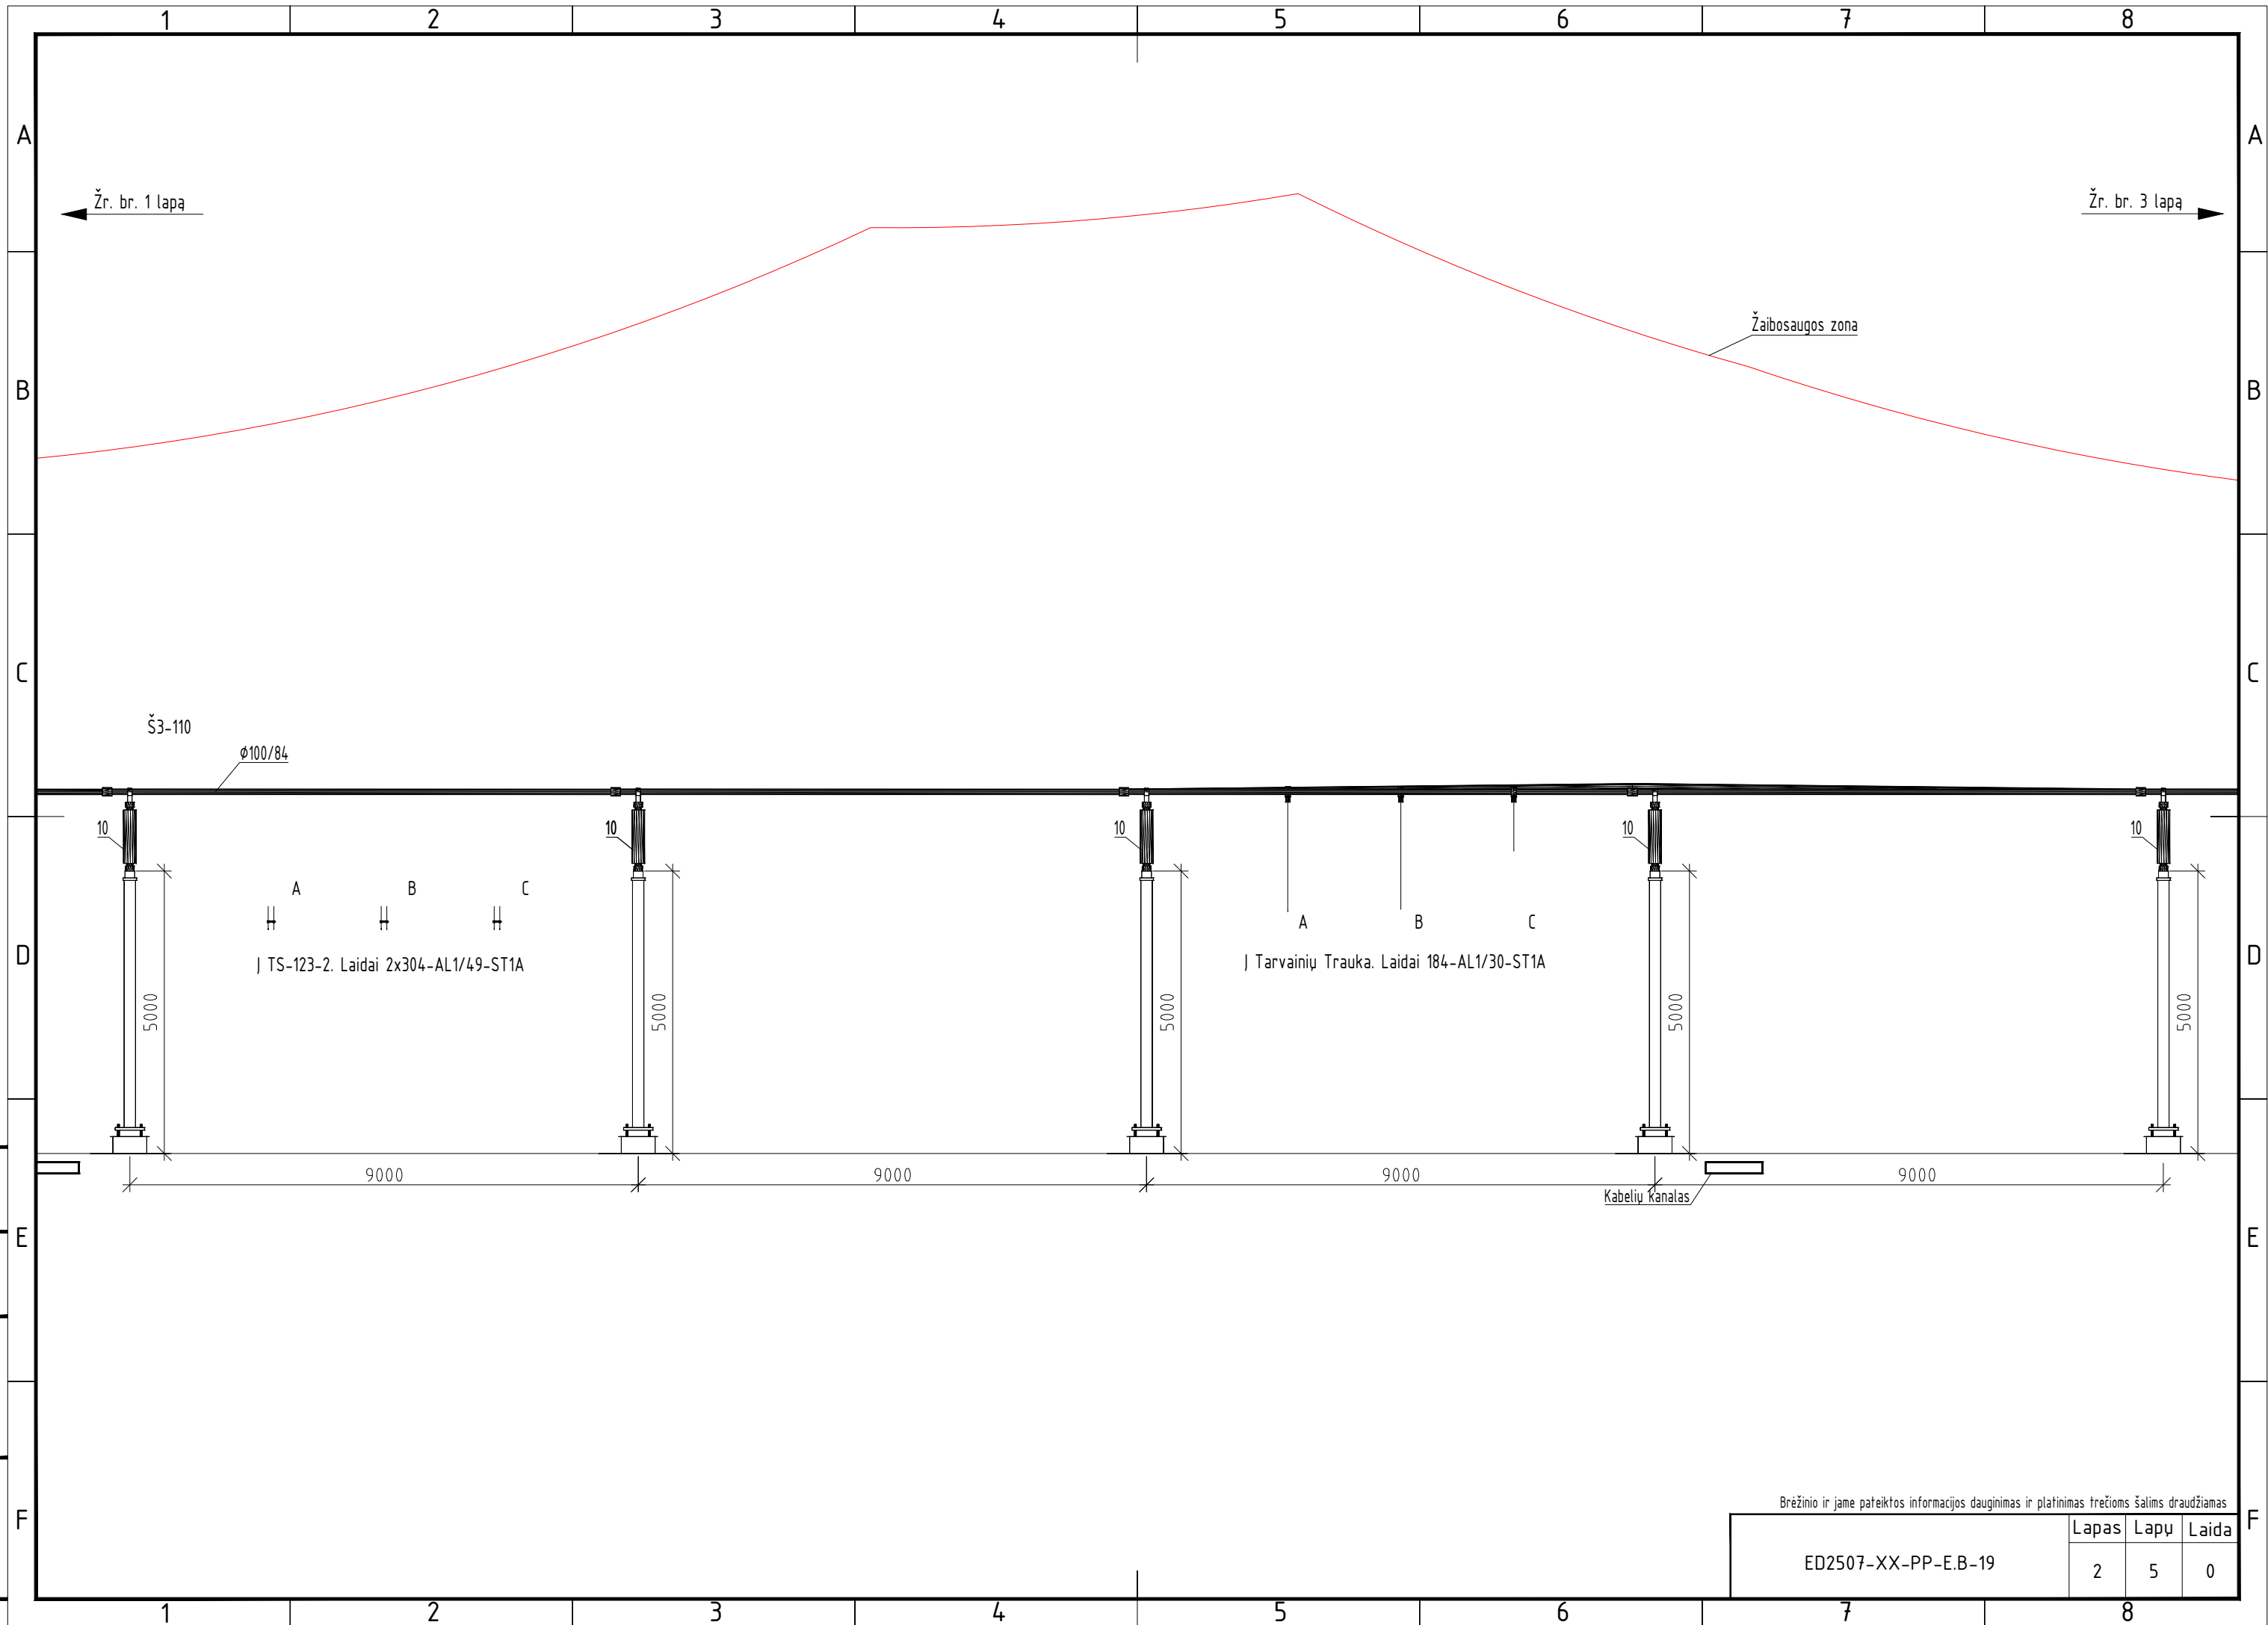 1 2 3 4 5 6 7 8
A A
Žr. br. 1 lapą
Žr. br. 3 lapą
Žaibosaugos zona
B B
C C
Š3-110
Ø100/84
10 10 10 10 10
A B C
A B C
Į TS-123-2. Laidai 2x304-AL1/49-ST1A
Į Tarvainių Trauka. Laidai 184-AL1/30-ST1A
D D
5000 5000 5000 5000 5000
9000 9000 9000 9000
Kabelių kanalas
E E
Brėžinio ir jame pateiktos informacijos dauginimas ir platinimas trečioms šalims draudžiamas
F F
Lapas Lapų Laida
ED2507-XX-PP-E.B-19
2 5 0
1 2 3 4 5 6 7 8